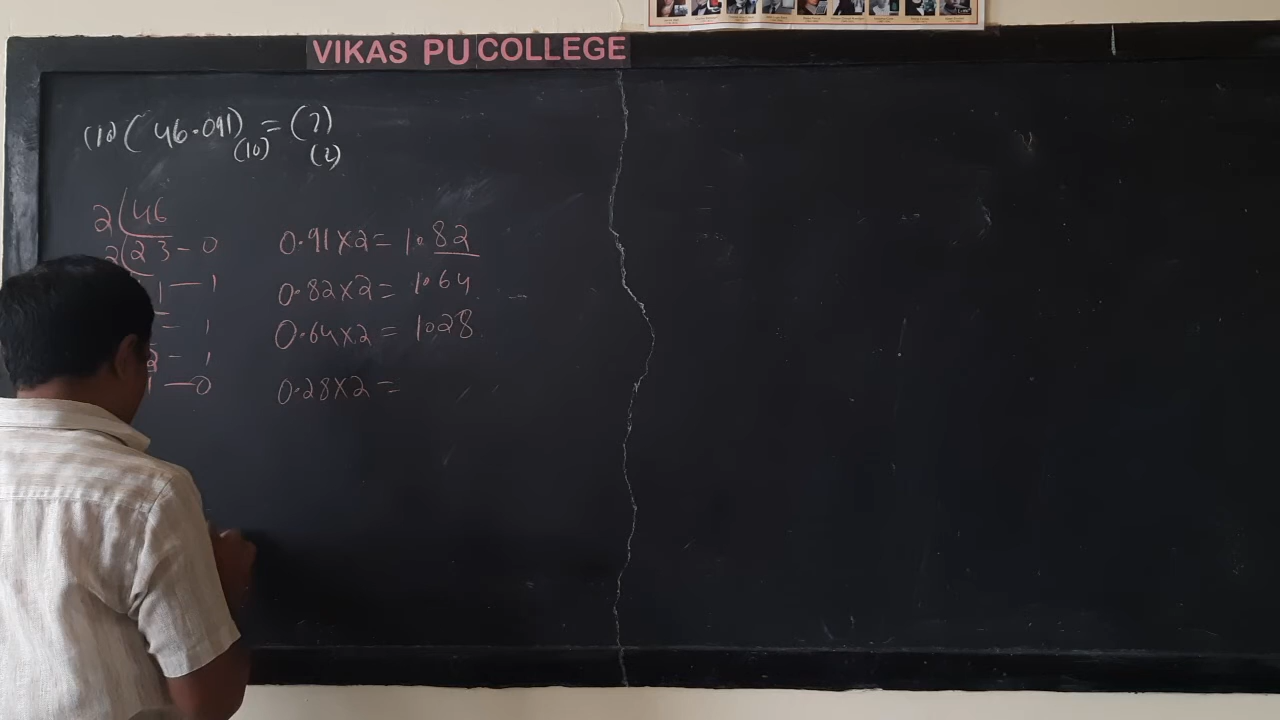 VIKAS PU COLLEGE
(10) ( 46.091)(10) = (?)(2)
2 46
2 23 - 0
1 — 1
- 1
2 - 1
1 — 0
0.91×2= 1.82
0.82×2= 1.64
0.64×2= 1.28
0.28×2=